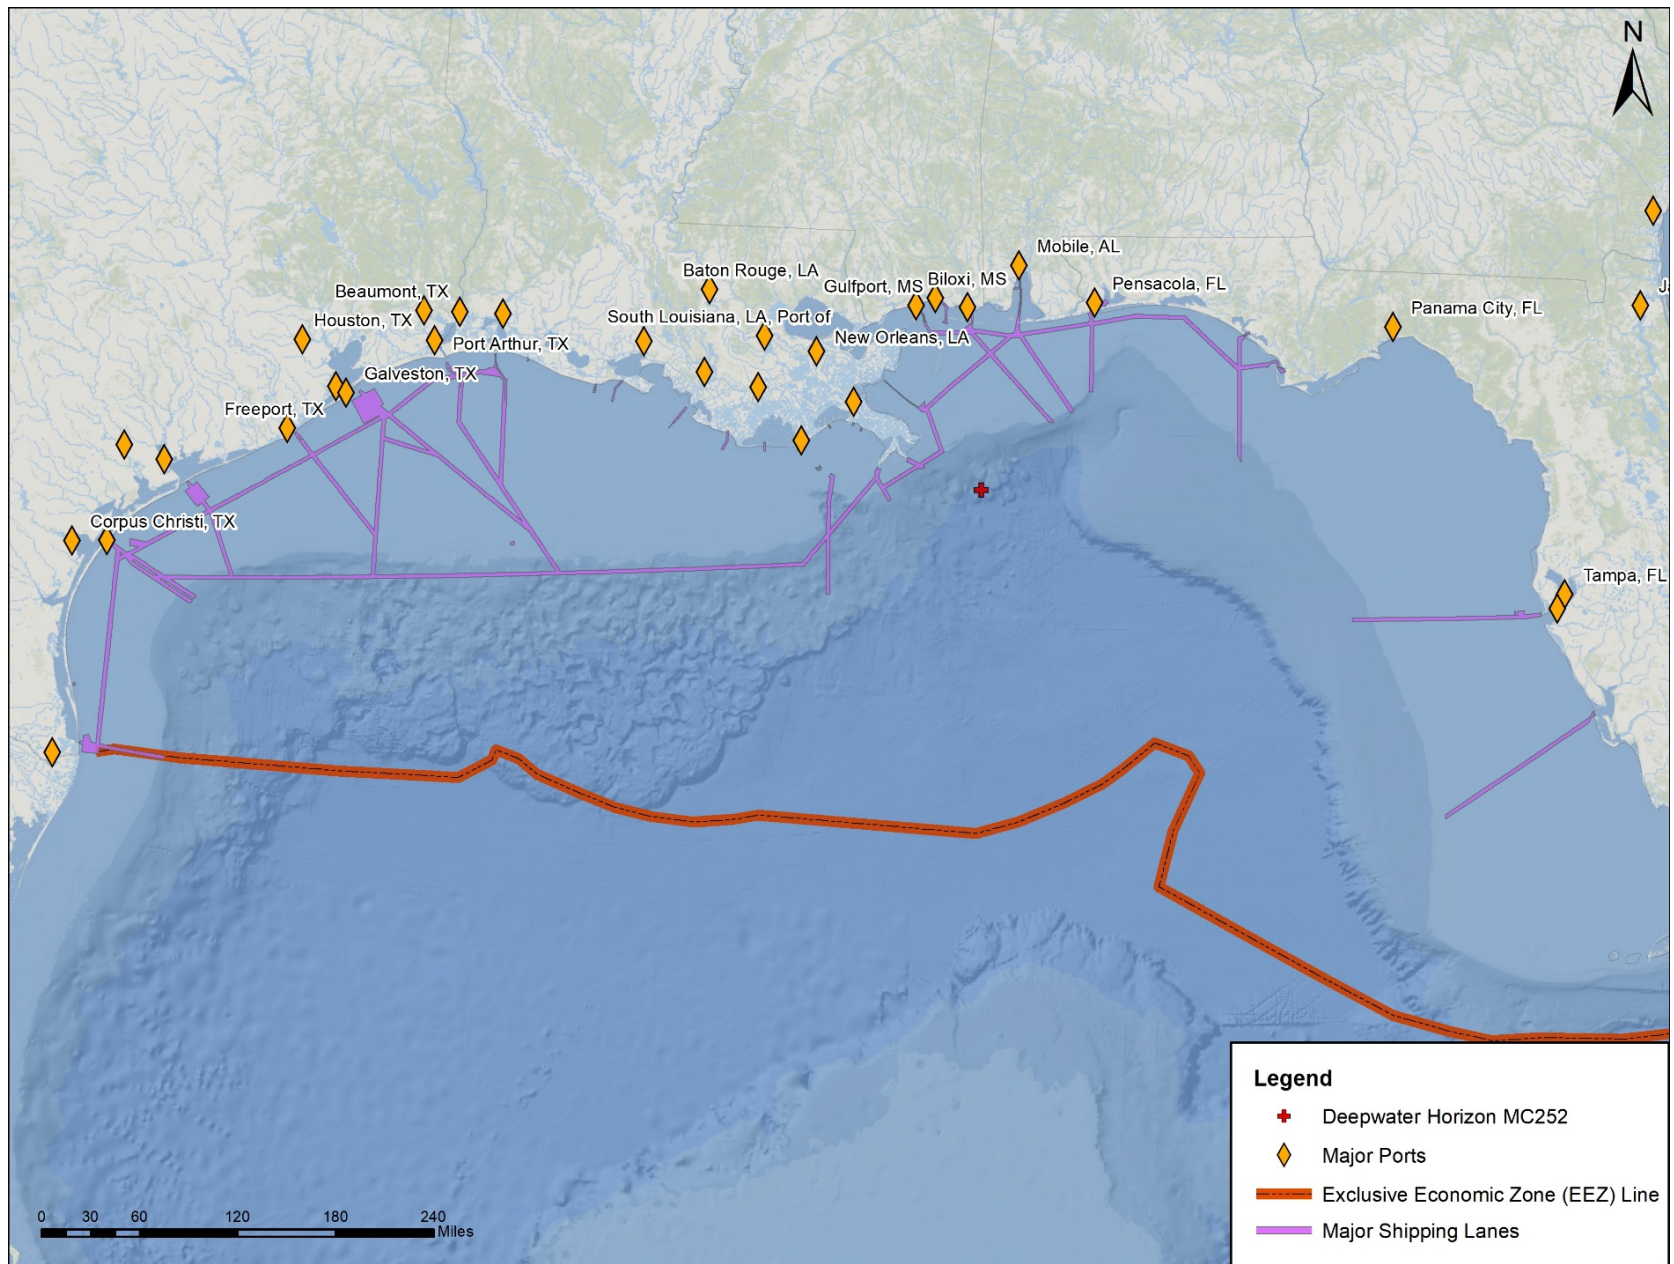 N
Mobile, AL
Baton Rouge, LA
Beaumont, TX
Gulfport, MS
Biloxi, MS
Pensacola, FL
Ja
Houston, TX
South Louisiana, LA, Port of
Panama City, FL
Port Arthur, TX
New Orleans, LA
Galveston, TX
Freeport, TX
Corpus Christi, TX
Tampa, FL
Legend
Deepwater Horizon MC252
Major Ports
Exclusive Economic Zone (EEZ) Line
Major Shipping Lanes
0 30 60 120 180 240
Miles